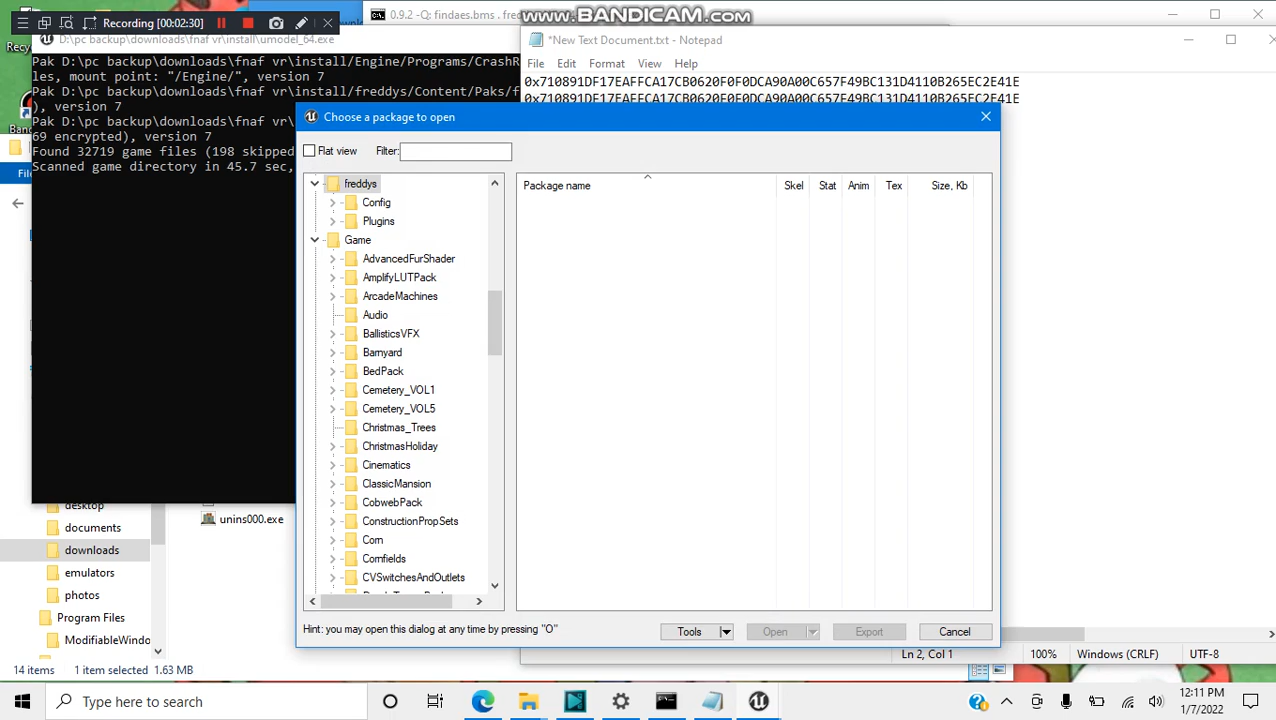 Recording [00:02:30]
www.BANDICAM.com
0.9.2 -Q: findaes.bms . fred
D:\pc backup\downloads\fnaf vr\install\umodel_64.exe
*New Text Document.txt - Notepad
File Edit Format View Help
Pak D:\pc backup\downloads\fnaf vr\install/Engine/Programs/CrashR
les, mount point: "/Engine/", version 7
Pak D:\pc backup\downloads\fnaf vr\install/freddys/Content/Paks/f
), version 7
Pak D:\pc backup\downloads\fnaf vr\
69 encrypted), version 7
Found 32719 game files (198 skipped
Scanned game directory in 45.7 sec,
0x710891DF17EAFFCA17CB0620F0F0DCA90A00C657F49BC131D4110B265EC2E41E
0x710891DF17EAFFCA17CB0620F0F0DCA90A00C657F49BC131D4110B265EC2E41E
Choose a package to open
Flat view Filter:
Package name Skel Stat Anim Tex Size, Kb
freddys
Config
Plugins
Game
AdvancedFurShader
AmplifyLUTPack
ArcadeMachines
Audio
BallisticsVFX
Barnyard
BedPack
Cemetery_VOL1
Cemetery_VOL5
Christmas_Trees
ChristmasHoliday
Cinematics
ClassicMansion
CobwebPack
ConstructionPropSets
Corn
Cornfields
CVSwitchesAndOutlets
Hint: you may open this dialog at any time by pressing "O"
Tools Open Export Cancel
desktop
documents
downloads
emulators
photos
Program Files
ModifiableWindo
unins000.exe
14 items 1 item selected 1.63 MB
Ln 2, Col 1 100% Windows (CRLF) UTF-8
Type here to search
12:11 PM
1/7/2022